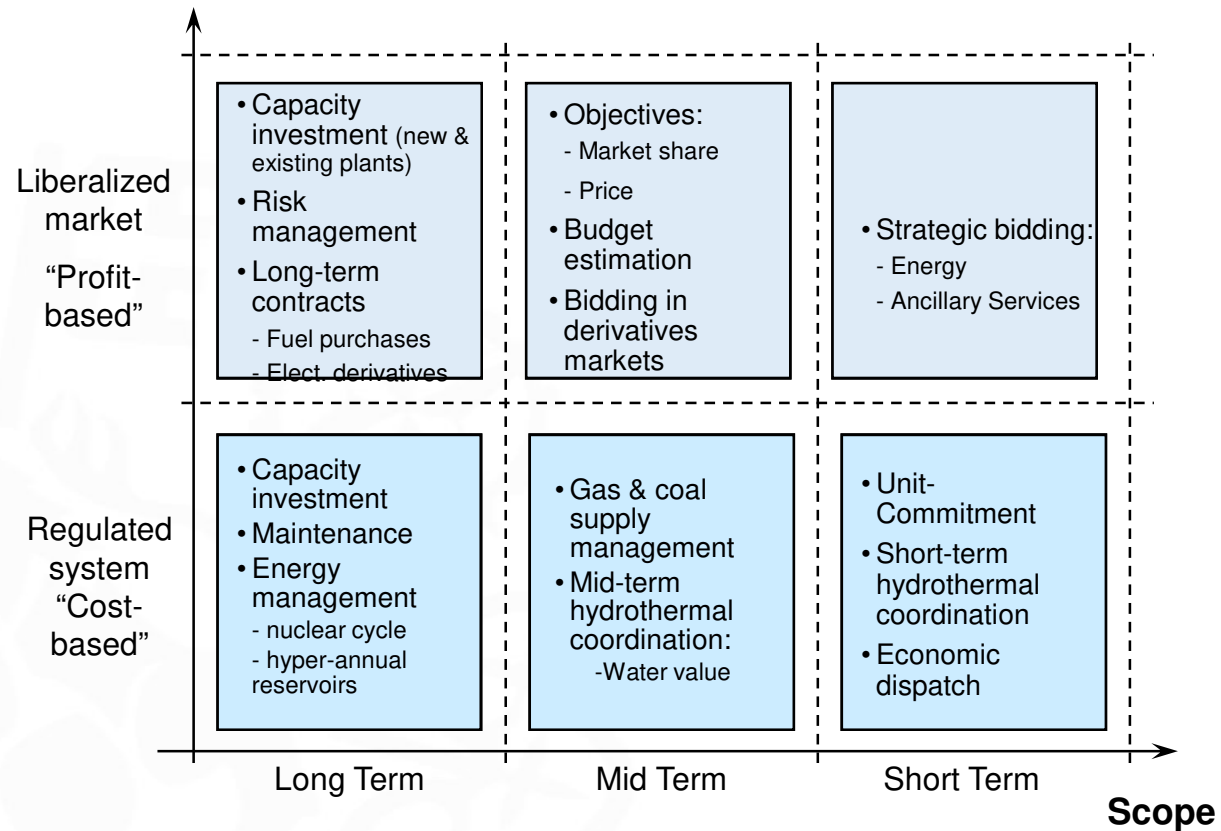 Liberalized
market
“Profit-
based”
• Capacity
investment (new &
existing plants)
• Risk
management
• Long-term
contracts
- Fuel purchases
- Elect. derivatives
• Objectives:
- Market share
- Price
• Budget
estimation
• Bidding in
derivatives
markets
• Strategic bidding:
- Energy
- Ancillary Services
Regulated
system
“Cost-
based”
• Capacity
investment
• Maintenance
• Energy
management
- nuclear cycle
- hyper-annual
reservoirs
• Gas & coal
supply
management
• Mid-term
hydrothermal
coordination:
-Water value
• Unit-
Commitment
• Short-term
hydrothermal
coordination
• Economic
dispatch
Long Term
Mid Term
Short Term
Scope